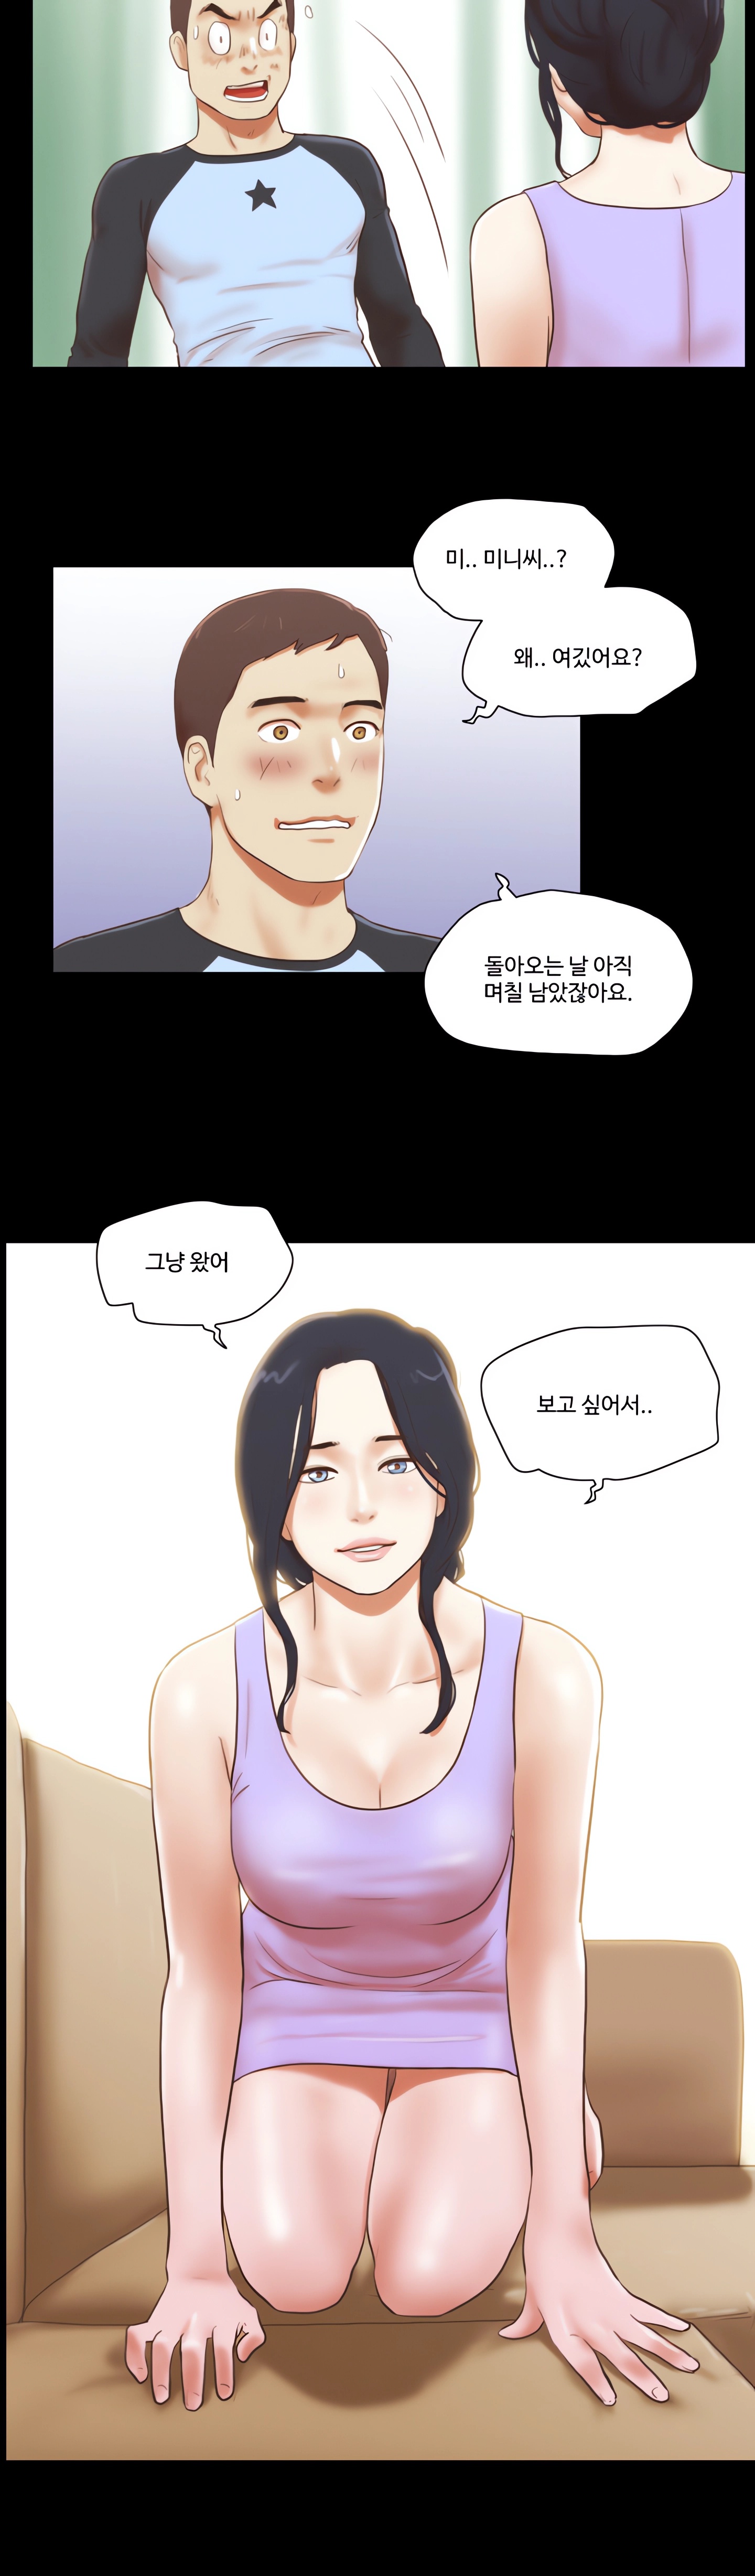 미.. 미니씨..?
왜.. 여깄어요?
돌아오는 날 아직
며칠 남았잖아요.
그냥 왔어
보고 싶어서..